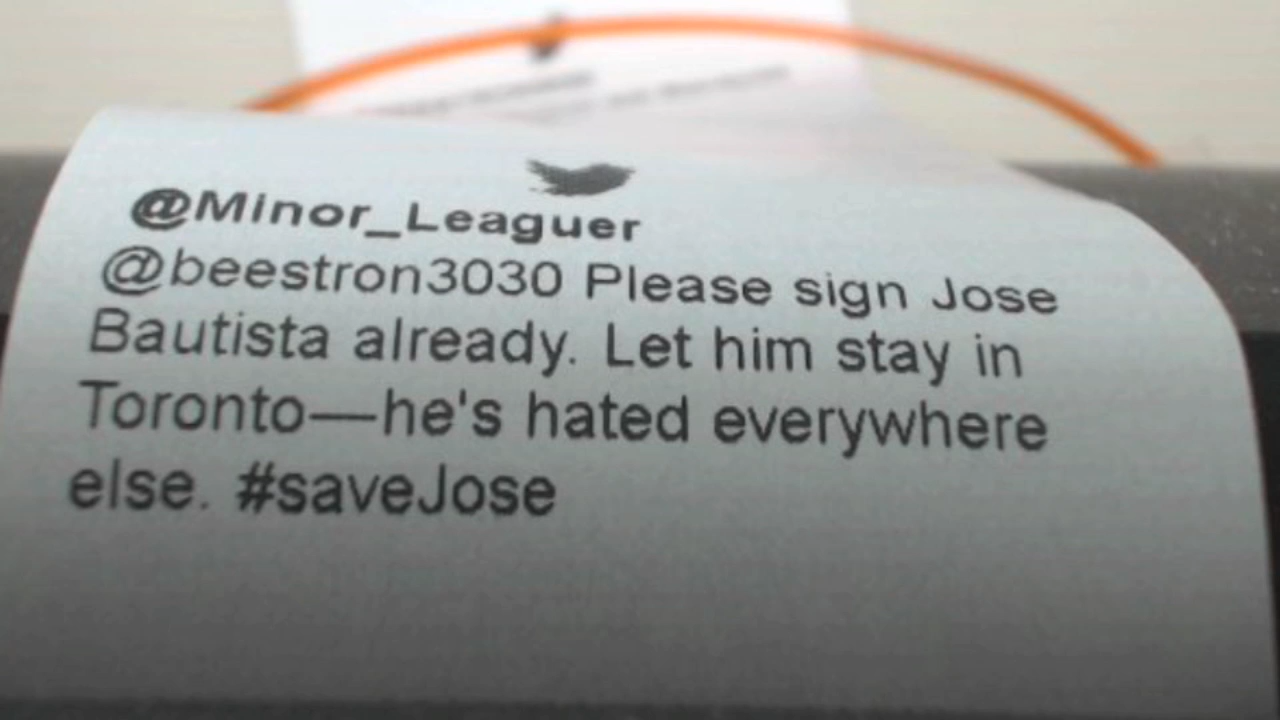 @Minor_Leaguer
@beestron3030 Please sign Jose
Bautista already. Let him stay in
Toronto—he's hated everywhere
else. #saveJose